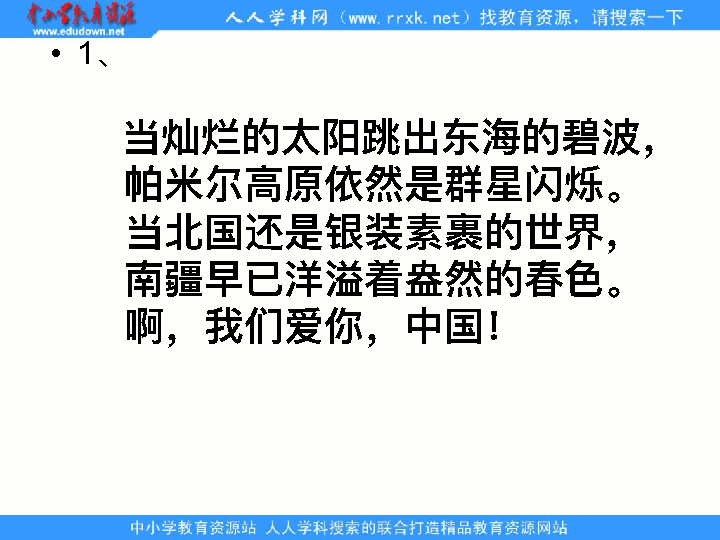 中小学教育资源
www.edudown.net
人人学科网（www.rrxk.net）找教育资源，请搜索一下
• 1、
当灿烂的太阳跳出东海的碧波，
帕米尔高原依然是群星闪烁。
当北国还是银装素裹的世界，
南疆早已洋溢着盎然的春色。
啊，我们爱你，中国！
中小学教育资源站 人人学科搜索的联合打造精品教育资源网站